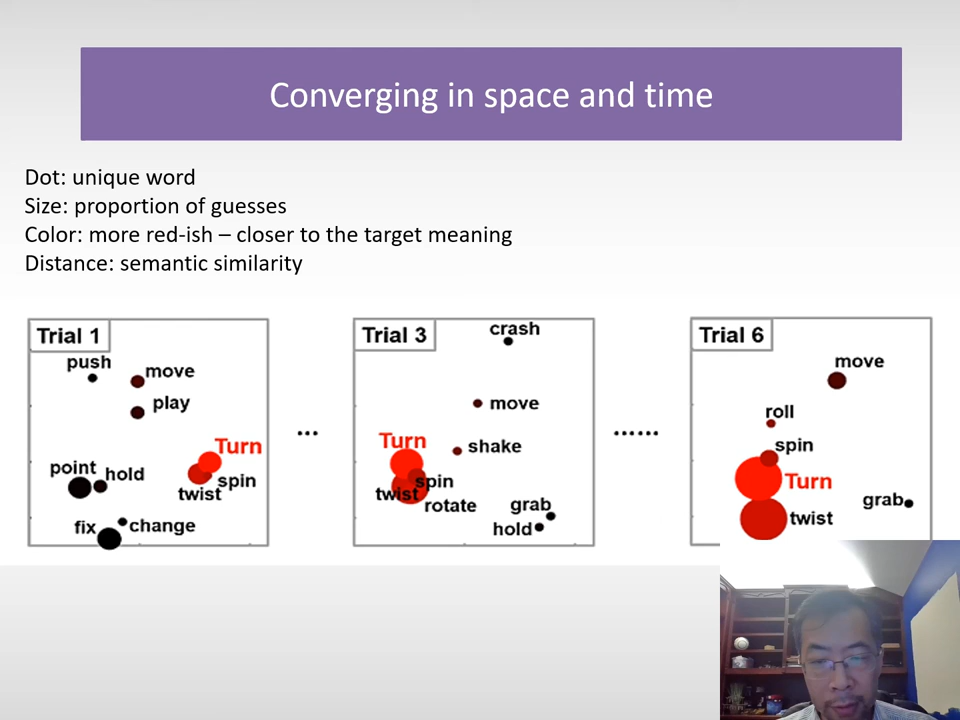 Converging in space and time
Dot: unique word
Size: proportion of guesses
Color: more red-ish – closer to the target meaning
Distance: semantic similarity
Trial 1
push
move
play
Turn
point
hold
spin
twist
fix
change
...
Trial 3
crash
move
Turn
shake
spin
twist
rotate
grab
hold
......
Trial 6
move
roll
spin
Turn
grab
twist